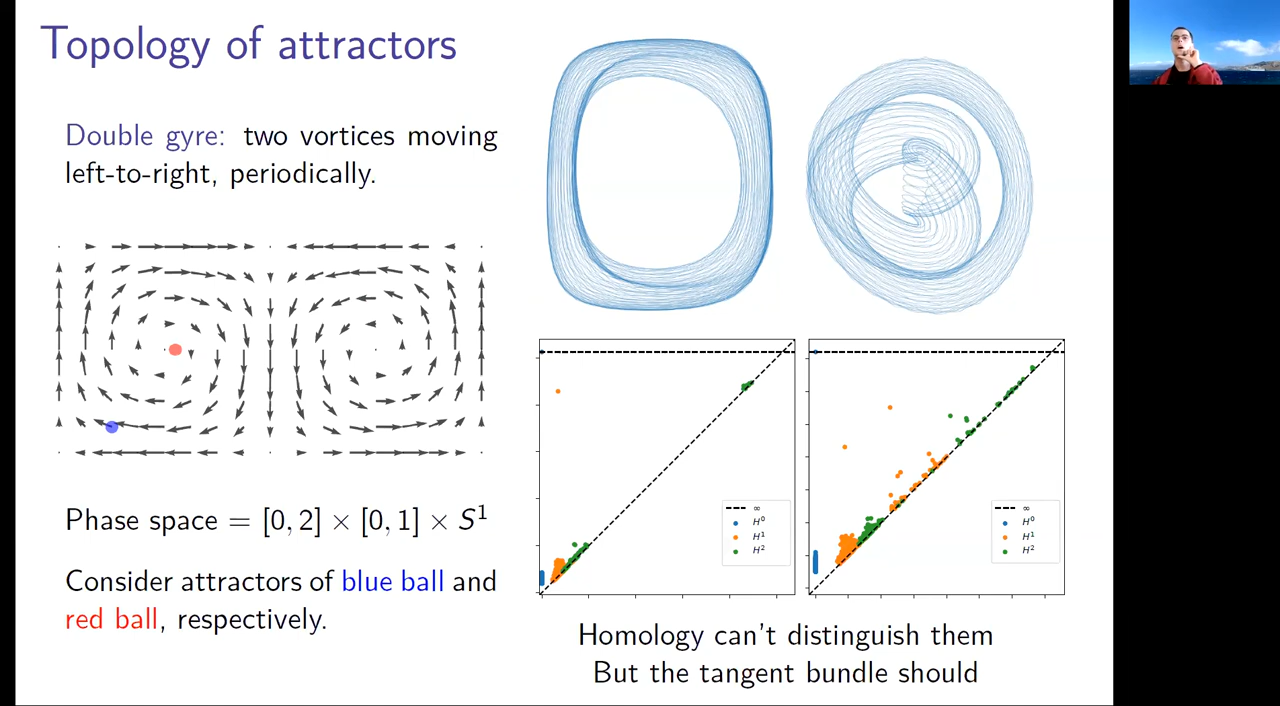 Topology of attractors
Double gyre: two vortices moving
left-to-right, periodically.
Phase space = [0, 2] × [0, 1] × S¹
Consider attractors of blue ball and
red ball, respectively.
∞
H⁰
H¹
H²
∞
H⁰
H¹
H²
Homology can't distinguish them
But the tangent bundle should